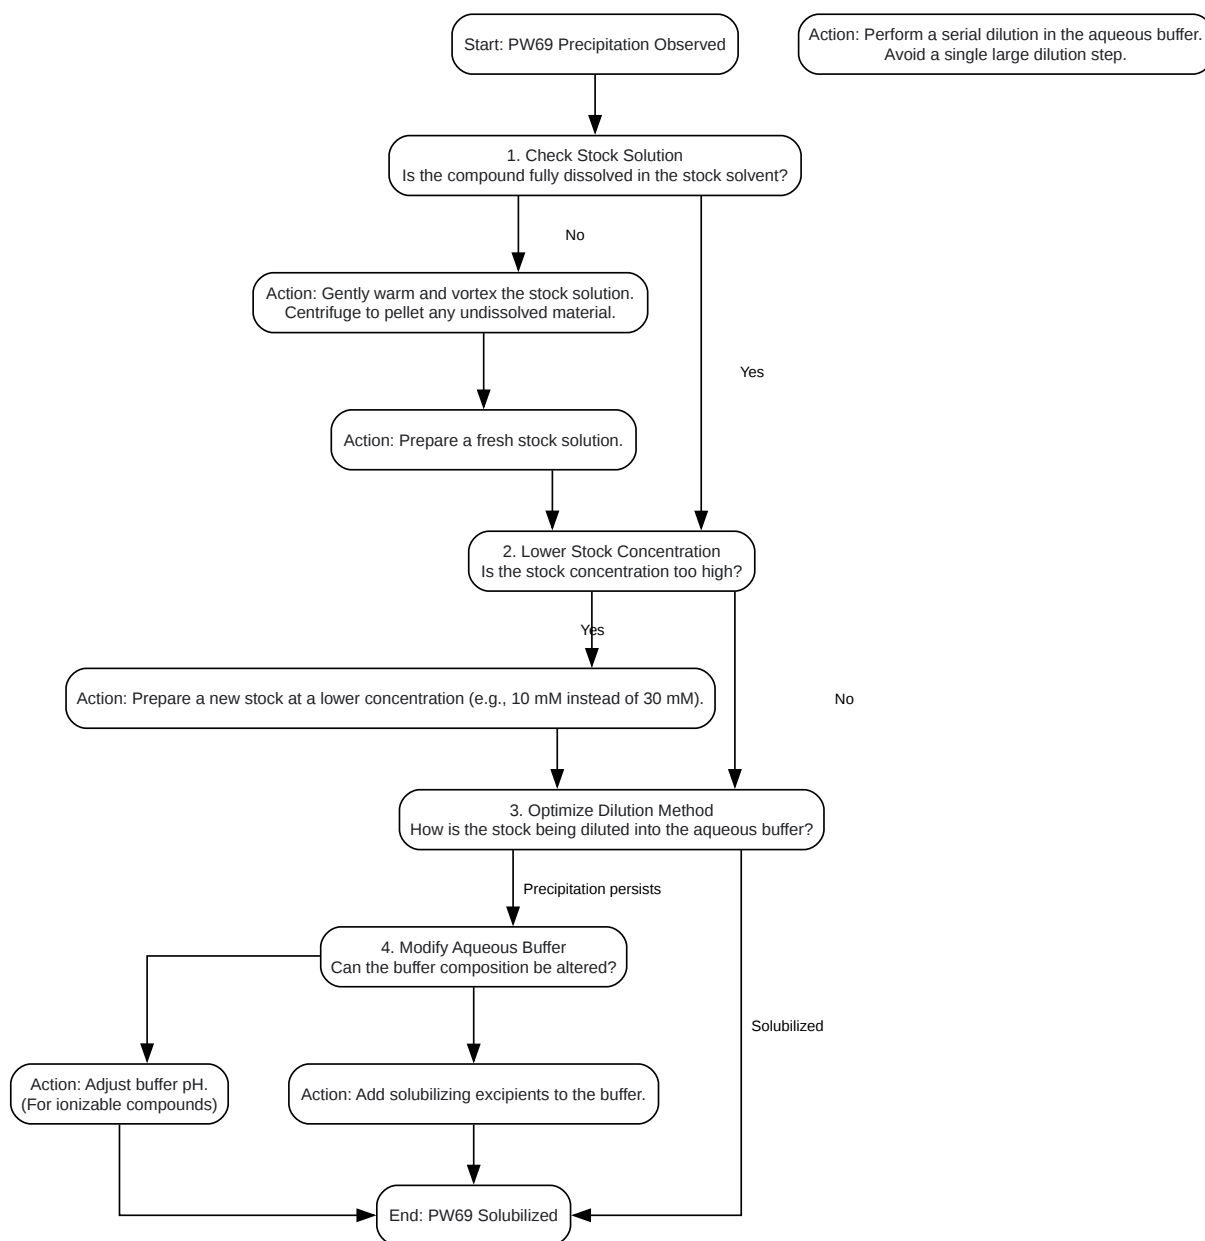 Start: PW69 Precipitation Observed
Action: Perform a serial dilution in the aqueous buffer.
Avoid a single large dilution step.
1. Check Stock Solution
Is the compound fully dissolved in the stock solvent?
No
Action: Gently warm and vortex the stock solution.
Centrifuge to pellet any undissolved material.
Yes
Action: Prepare a fresh stock solution.
2. Lower Stock Concentration
Is the stock concentration too high?
Yes
Action: Prepare a new stock at a lower concentration (e.g., 10 mM instead of 30 mM).
No
3. Optimize Dilution Method
How is the stock being diluted into the aqueous buffer?
Precipitation persists
4. Modify Aqueous Buffer
Can the buffer composition be altered?
Solubilized
Action: Adjust buffer pH.
(For ionizable compounds)
Action: Add solubilizing excipients to the buffer.
End: PW69 Solubilized